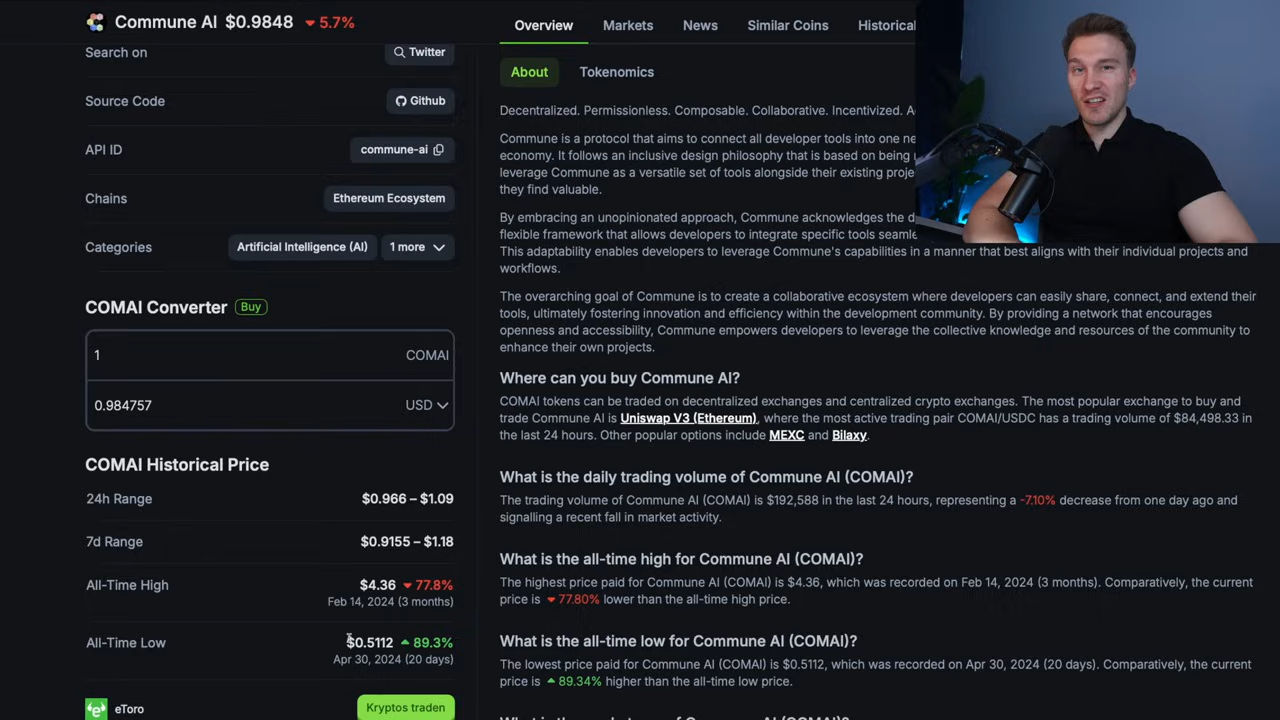 Commune AI $0.9848 5.7%
Overview Markets News Similar Coins Historical
Search on Twitter
Source Code Github
API ID commune-ai
Chains Ethereum Ecosystem
Categories Artificial Intelligence (AI) 1 more
COMAI Converter Buy
1 COMAI
0.984757 USD
COMAI Historical Price
24h Range $0.966 – $1.09
7d Range $0.9155 – $1.18
All-Time High $4.36 77.8%
Feb 14, 2024 (3 months)
All-Time Low $0.5112 89.3%
Apr 30, 2024 (20 days)
eToro Kryptos traden
About Tokenomics
Decentralized. Permissionless. Composable. Collaborative. Incentivized.
Commune is a protocol that aims to connect all developer tools into one
economy. It follows an inclusive design philosophy that is based on being
leverage Commune as a versatile set of tools alongside their existing
they find valuable.
By embracing an unopinionated approach, Commune acknowledges the
flexible framework that allows developers to integrate specific tools
This adaptability enables developers to leverage Commune's capabilities in a manner that best aligns with their individual projects and
workflows.
The overarching goal of Commune is to create a collaborative ecosystem where developers can easily share, connect, and extend their
tools, ultimately fostering innovation and efficiency within the development community. By providing a network that encourages
openness and accessibility, Commune empowers developers to leverage the collective knowledge and resources of the community to
enhance their own projects.
Where can you buy Commune AI?
COMAI tokens can be traded on decentralized exchanges and centralized crypto exchanges. The most popular exchange to buy and
trade Commune AI is Uniswap V3 (Ethereum), where the most active trading pair COMAI/USDC has a trading volume of $84,498.33 in
the last 24 hours. Other popular options include MEXC and Bilaxy.
What is the daily trading volume of Commune AI (COMAI)?
The trading volume of Commune AI (COMAI) is $192,588 in the last 24 hours, representing a -7.10% decrease from one day ago and
signalling a recent fall in market activity.
What is the all-time high for Commune AI (COMAI)?
The highest price paid for Commune AI (COMAI) is $4.36, which was recorded on Feb 14, 2024 (3 months). Comparatively, the current
price is 77.80% lower than the all-time high price.
What is the all-time low for Commune AI (COMAI)?
The lowest price paid for Commune AI (COMAI) is $0.5112, which was recorded on Apr 30, 2024 (20 days). Comparatively, the current
price is 89.34% higher than the all-time low price.